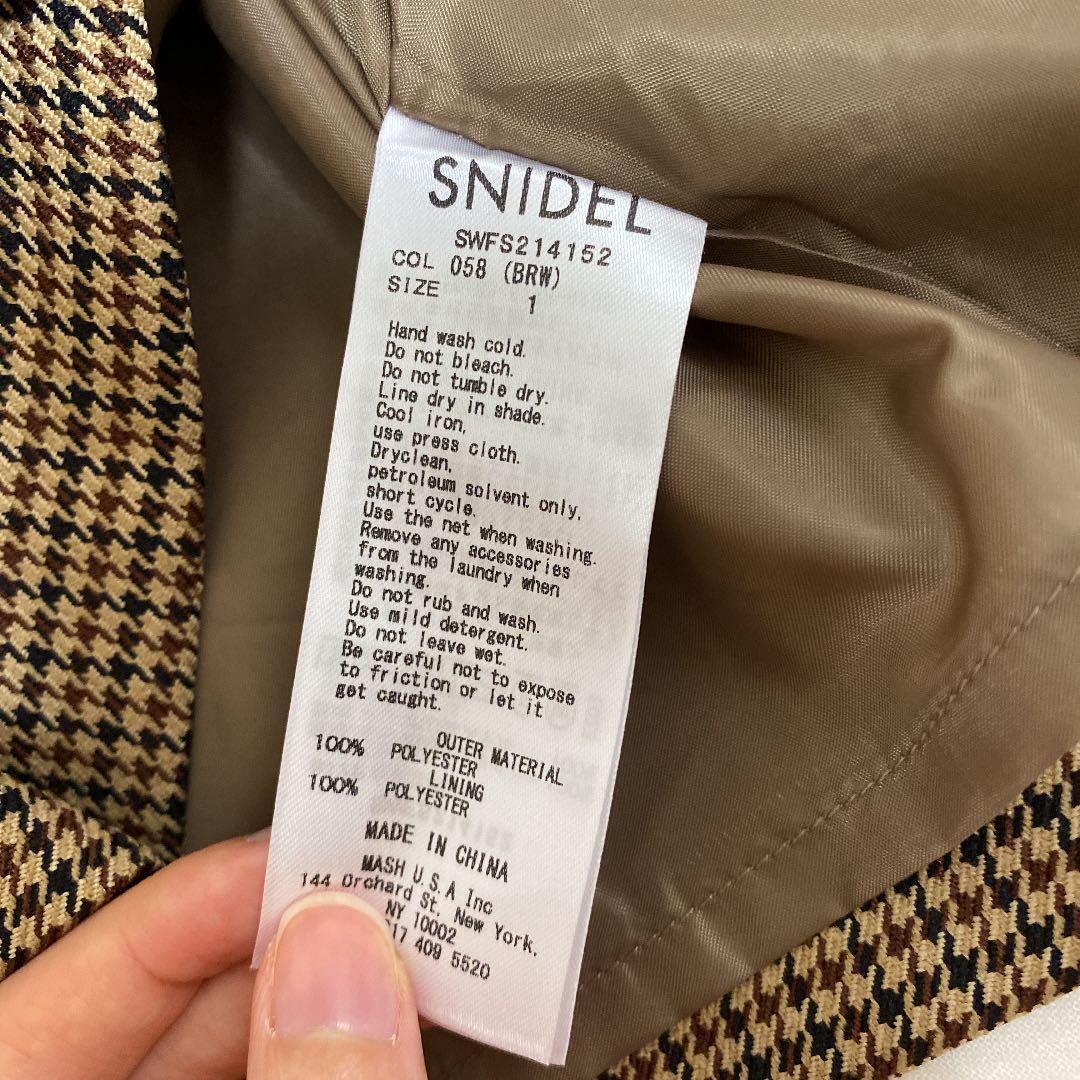 SNIDEL
SWFS214152
COL 058 (BRW)
SIZE 1
Hand wash cold.
Do not bleach.
Do not tumble dry.
Line dry in shade.
Cool iron,
use press cloth.
Dryclean,
petroleum solvent only,
short cycle.
Use the net when washing.
Remove any accessories
from the laundry when
washing.
Do not rub and wash.
Use mild detergent.
Do not leave wet.
Be careful not to expose
to friction or let it
get caught.
OUTER MATERIAL
100% POLYESTER
LINING
100% POLYESTER
MADE IN CHINA
MASH U.S.A Inc
144 Orchard St. New York,
NY 10002
17 409 5520